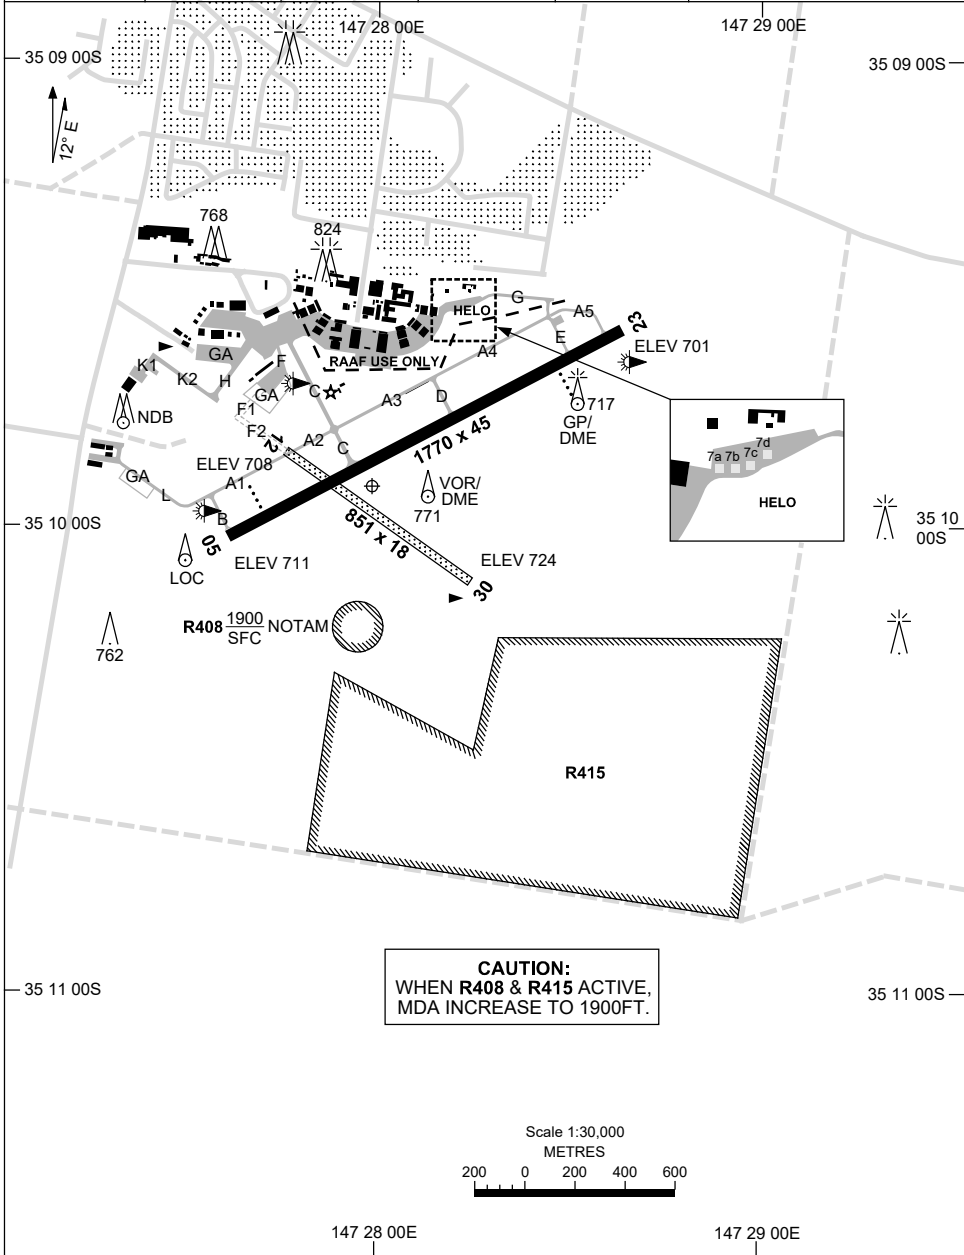 147 28 00E
147 29 00E
35 09 00S
35 09 00S
12° E
768
824
HELO
G
A5
23
E
ELEV 701
RAAF USE ONLY
A4
GA
F
K1
K2
H
C
GA
A3
D
717
GP/
DME
NDB
F1
F2
12
A2
C
1770 x 45
7a 7b 7c 7d
HELO
ELEV 708
GA
A1
L
VOR/
DME
771
B
05
851 x 18
35 10 00S
35 10
00S
ELEV 711
ELEV 724
LOC
30
R408 1900 NOTAM
SFC
762
R415
CAUTION:
WHEN R408 & R415 ACTIVE,
MDA INCREASE TO 1900FT.
35 11 00S
35 11 00S
Scale 1:30,000
METRES
200 0 200 400 600
147 28 00E
147 29 00E